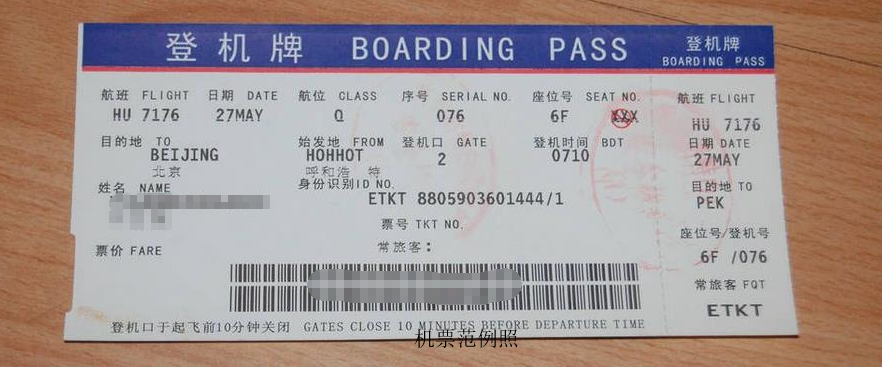 登机牌 BOARDING PASS
登机牌
BOARDING PASS
航班 FLIGHT 日期 DATE 航位 CLASS 序号 SERIAL NO. 座位号 SEAT NO.
HU 7176 27MAY Q 076 6F XXX
目的地 TO 始发地 FROM 登机口 GATE 登机时间 BDT
BEIJING HOHHOT 2 0710
北京 呼和浩 特
姓名 NAME 身份识别 ID NO.
ETKT 8805903601444/1
票号 TKT NO.
票价 FARE 常旅客：
登机口于起飞前10分钟关闭 GATES CLOSE 10 MINUTES BEFORE DEPARTURE TIME
航班 FLIGHT
HU 7176
日期 DATE
27MAY
目的地 TO
PEK
座位号/登机号
6F /076
常旅客 FQT
ETKT
机票范例照